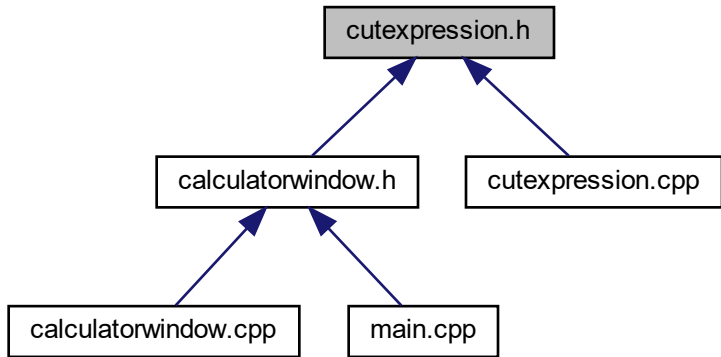 cutexpression.h
calculatorwindow.h
cutexpression.cpp
calculatorwindow.cpp
main.cpp